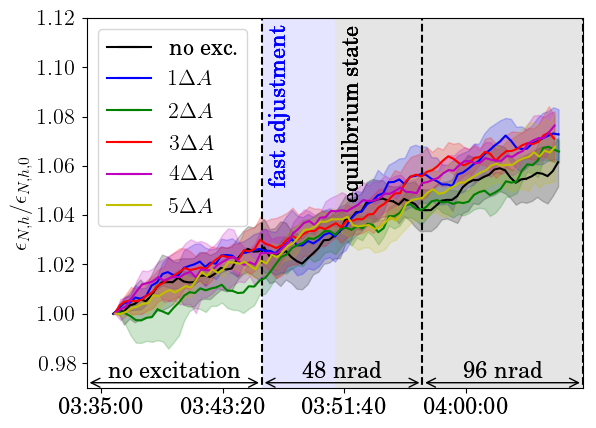 1.12
1.10
1.08
1.06
1.04
1.02
1.00
0.98
ϵ_{N,h}/ϵ_{N,h,0}
no exc.
1ΔA
2ΔA
3ΔA
4ΔA
5ΔA
fast adjustment
equilibrium state
no excitation
48 nrad
96 nrad
03:35:00
03:43:20
03:51:40
04:00:00